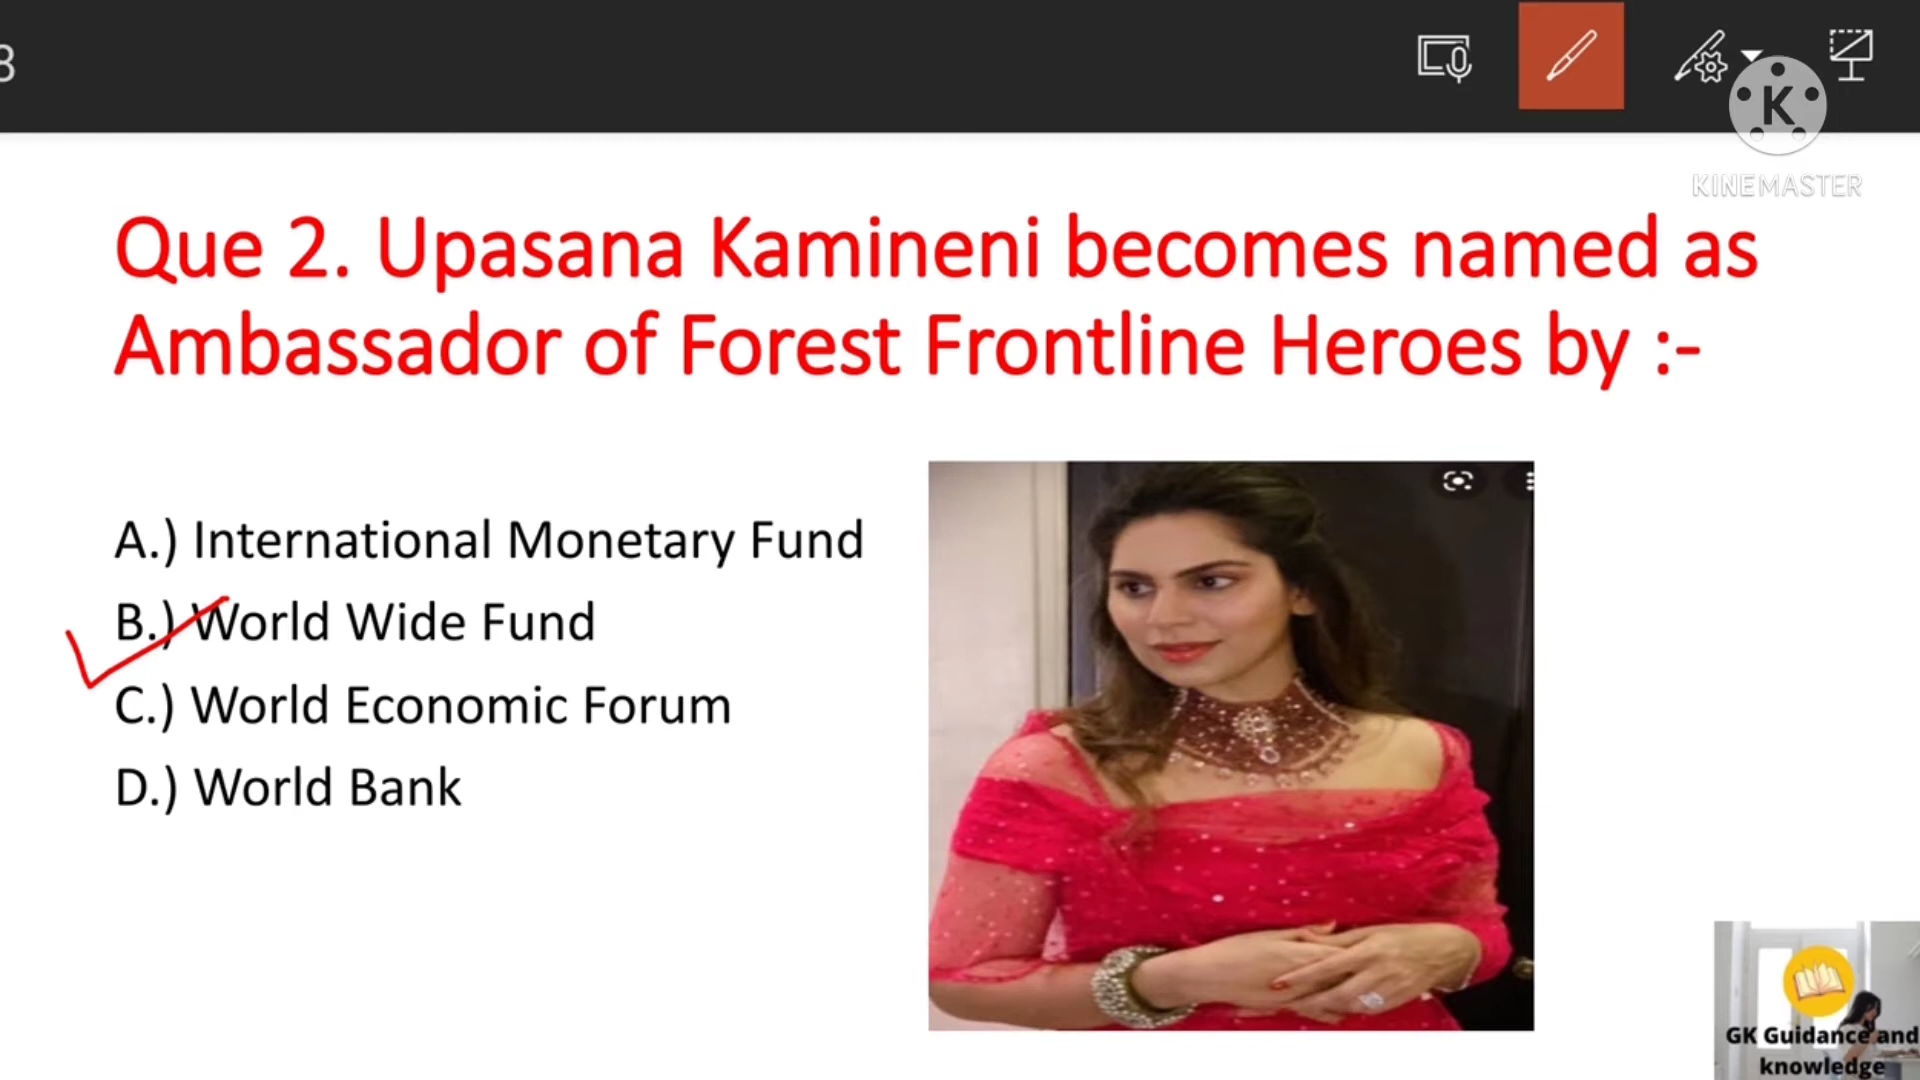 3
K
KINEMASTER
Que 2. Upasana Kamineni becomes named as
Ambassador of Forest Frontline Heroes by :-
A.) International Monetary Fund
B.) World Wide Fund
C.) World Economic Forum
D.) World Bank
GK Guidance and
knowledge